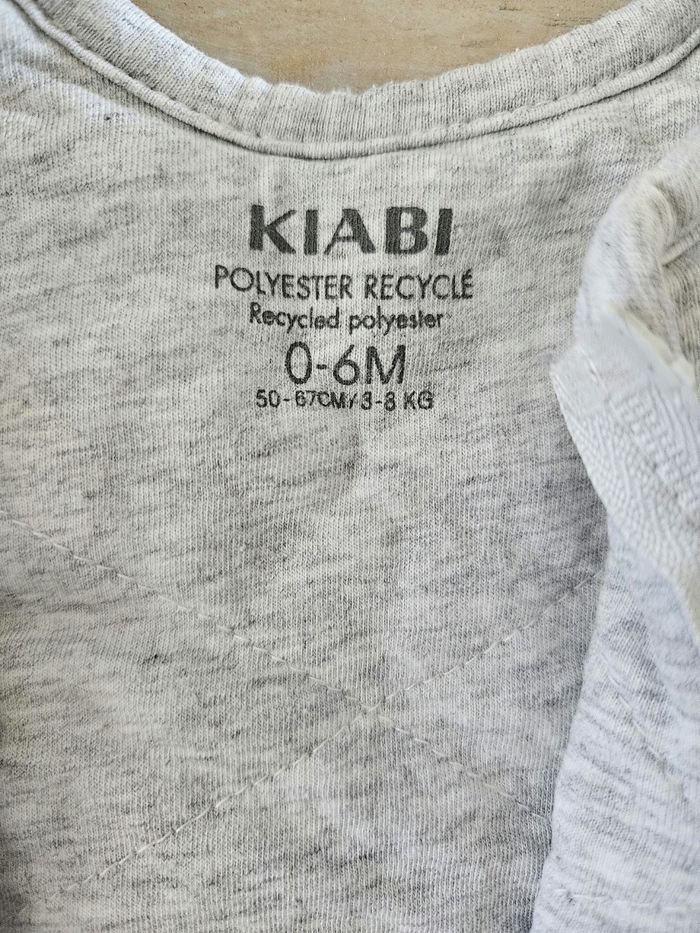 KIABI
POLYESTER RECYCLÉ
Recycled polyester
0-6M
50-67CM/3-8 KG